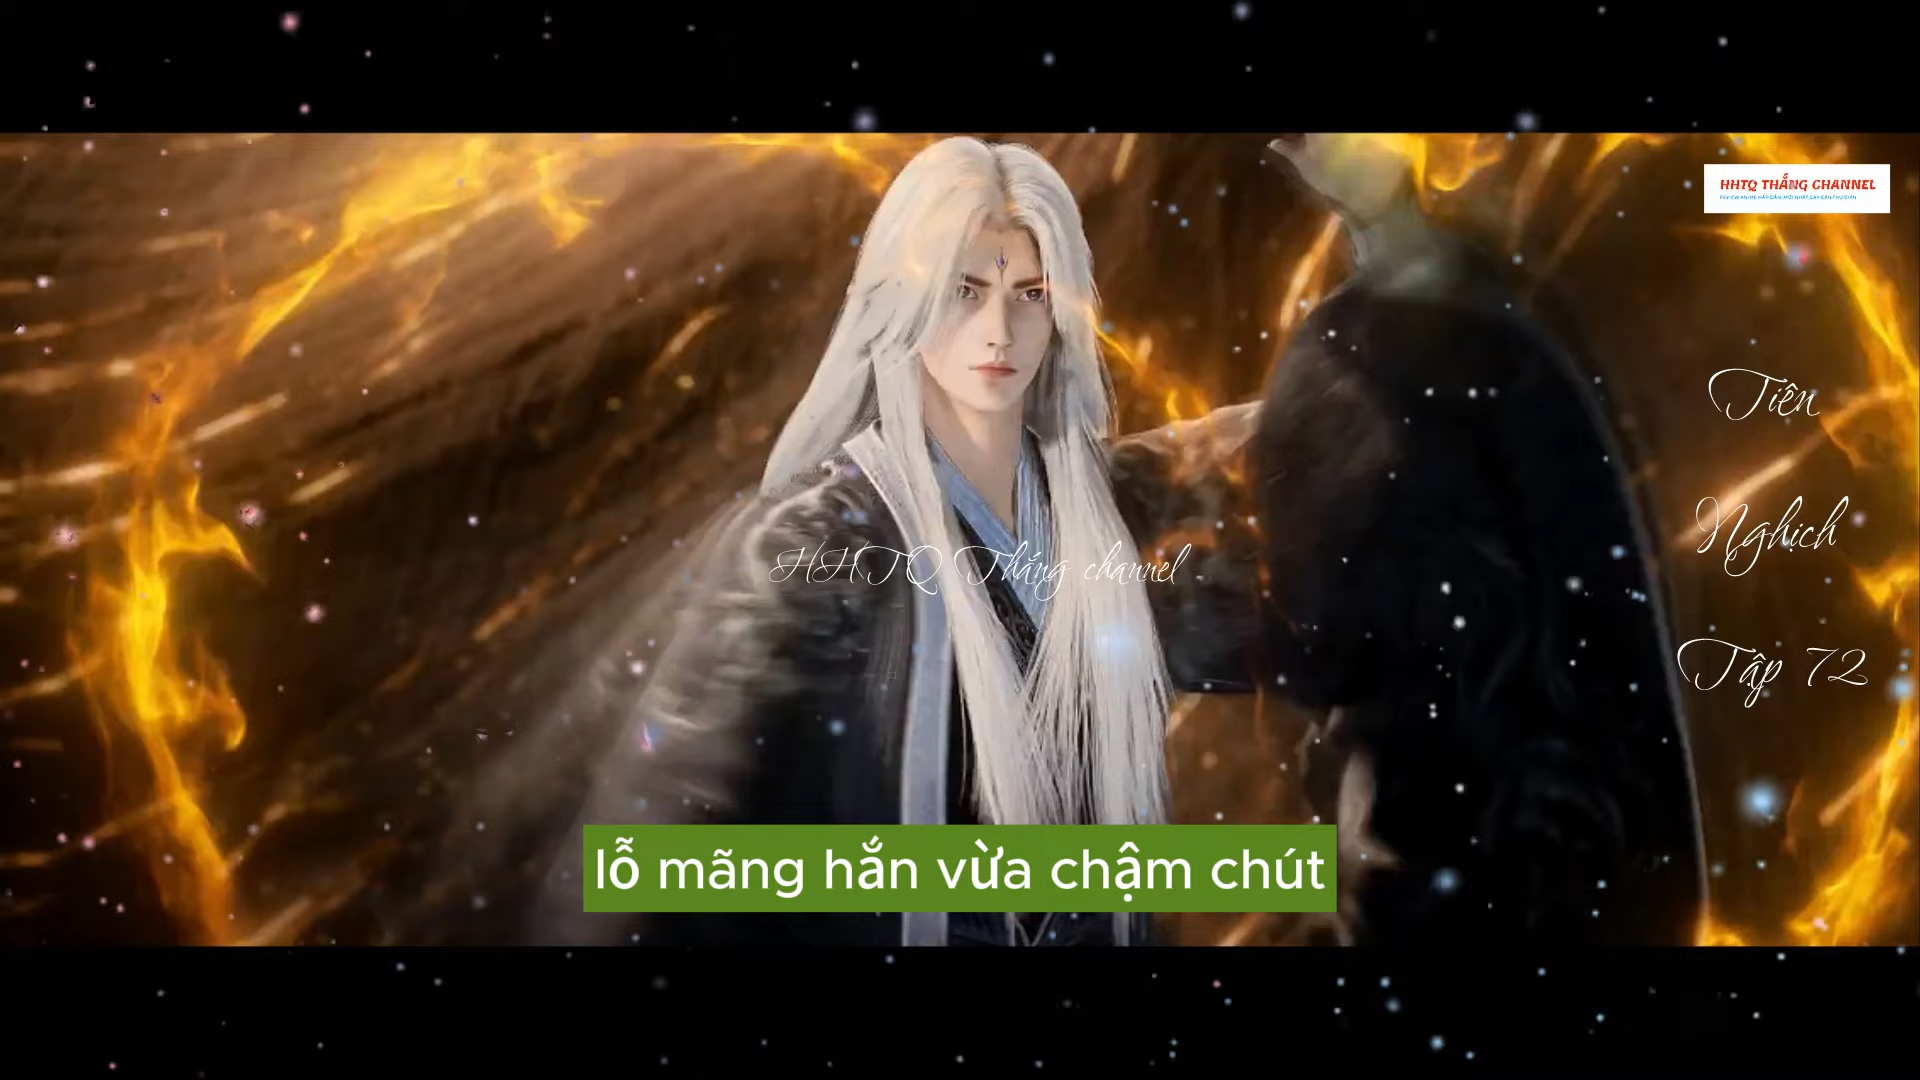 HHTQ THẮNG CHANNEL
Tiên
Nghịch
HHTQ Thắng channel
Tập 72
lỗ mãng hắn vừa chậm chút